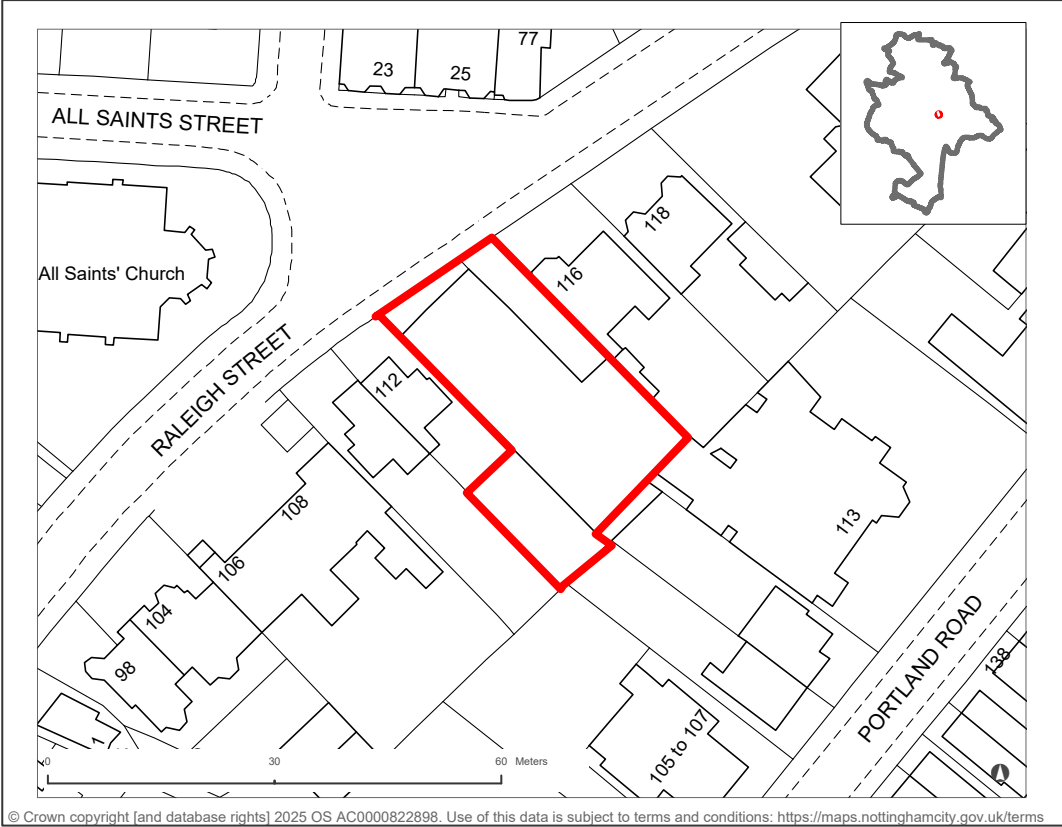 77
23
25
ALL SAINTS STREET
118
All Saints' Church
116
RALEIGH STREET
112
108
113
106
104
98
PORTLAND ROAD
138
105 to 107
1
0 30 60 Meters
© Crown copyright [and database rights] 2025 OS AC0000822898. Use of this data is subject to terms and conditions: https://maps.nottinghamcity.gov.uk/terms